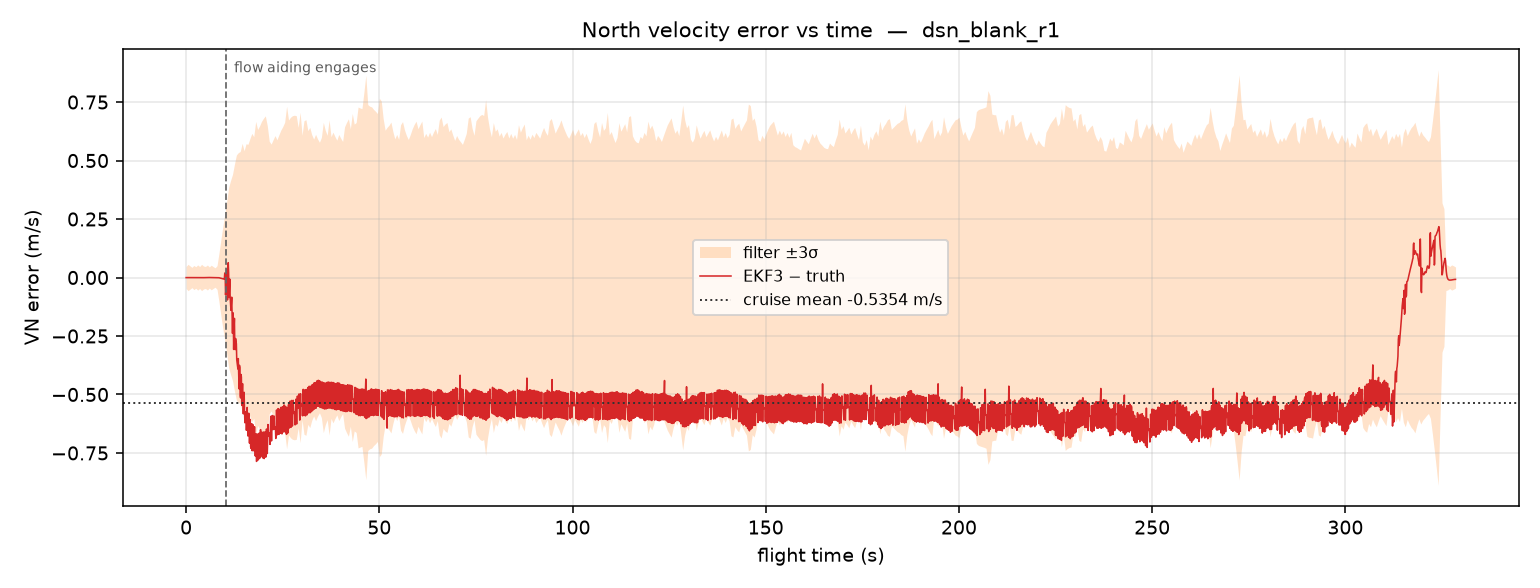 North velocity error vs time — dsn_blank_r1
flow aiding engages
0.75
0.50
0.25
0.00
−0.25
−0.50
−0.75
VN error (m/s)
filter ±3σ
EKF3 − truth
cruise mean -0.5354 m/s
0 50 100 150 200 250 300
flight time (s)